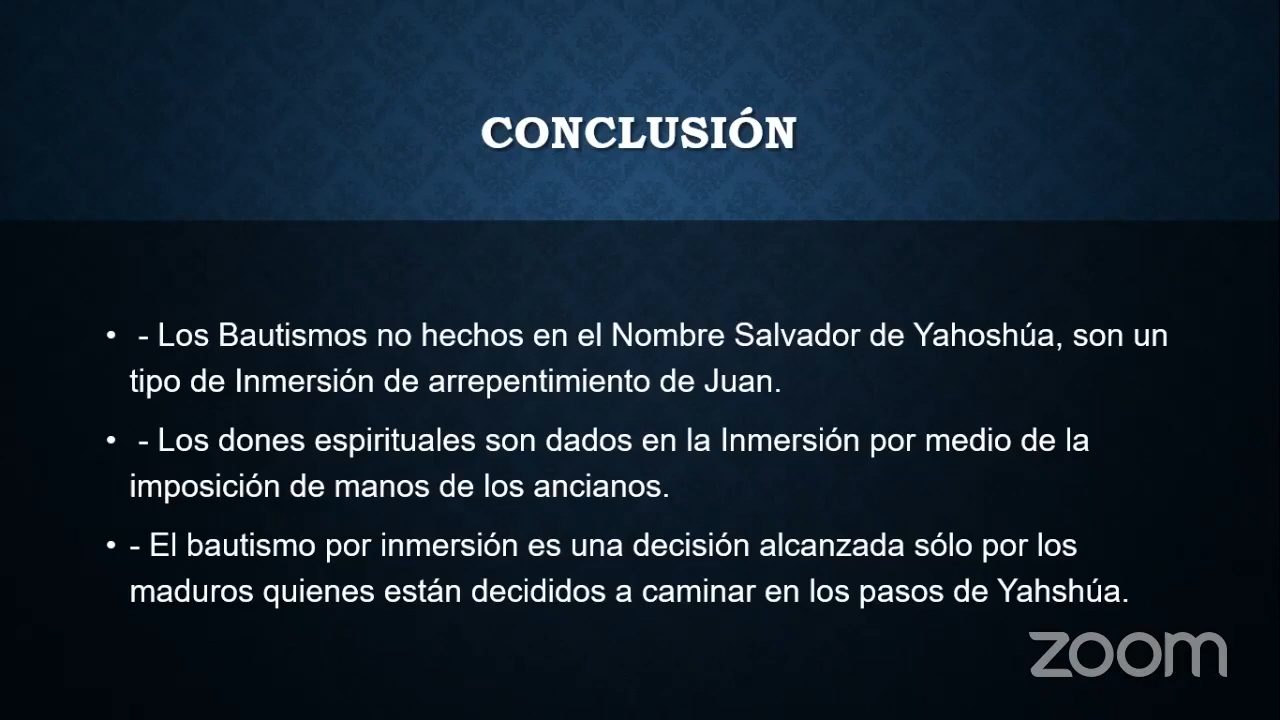 CONCLUSIÓN
• - Los Bautismos no hechos en el Nombre Salvador de Yahoshúa, son un
tipo de Inmersión de arrepentimiento de Juan.
• - Los dones espirituales son dados en la Inmersión por medio de la
imposición de manos de los ancianos.
• - El bautismo por inmersión es una decisión alcanzada sólo por los
maduros quienes están decididos a caminar en los pasos de Yahshúa.
zoom